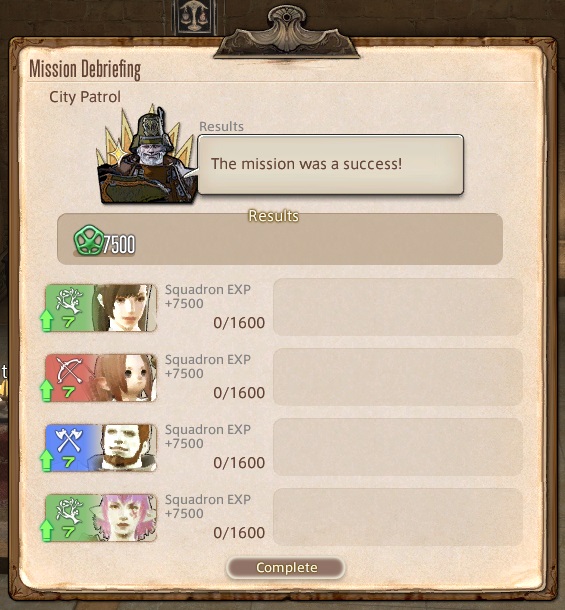 Mission Debriefing
City Patrol
Results
The mission was a success!
Results
7500
Squadron EXP
+7500
7
0/1600
Squadron EXP
+7500
7
0/1600
Squadron EXP
+7500
7
0/1600
Squadron EXP
+7500
7
0/1600
Complete